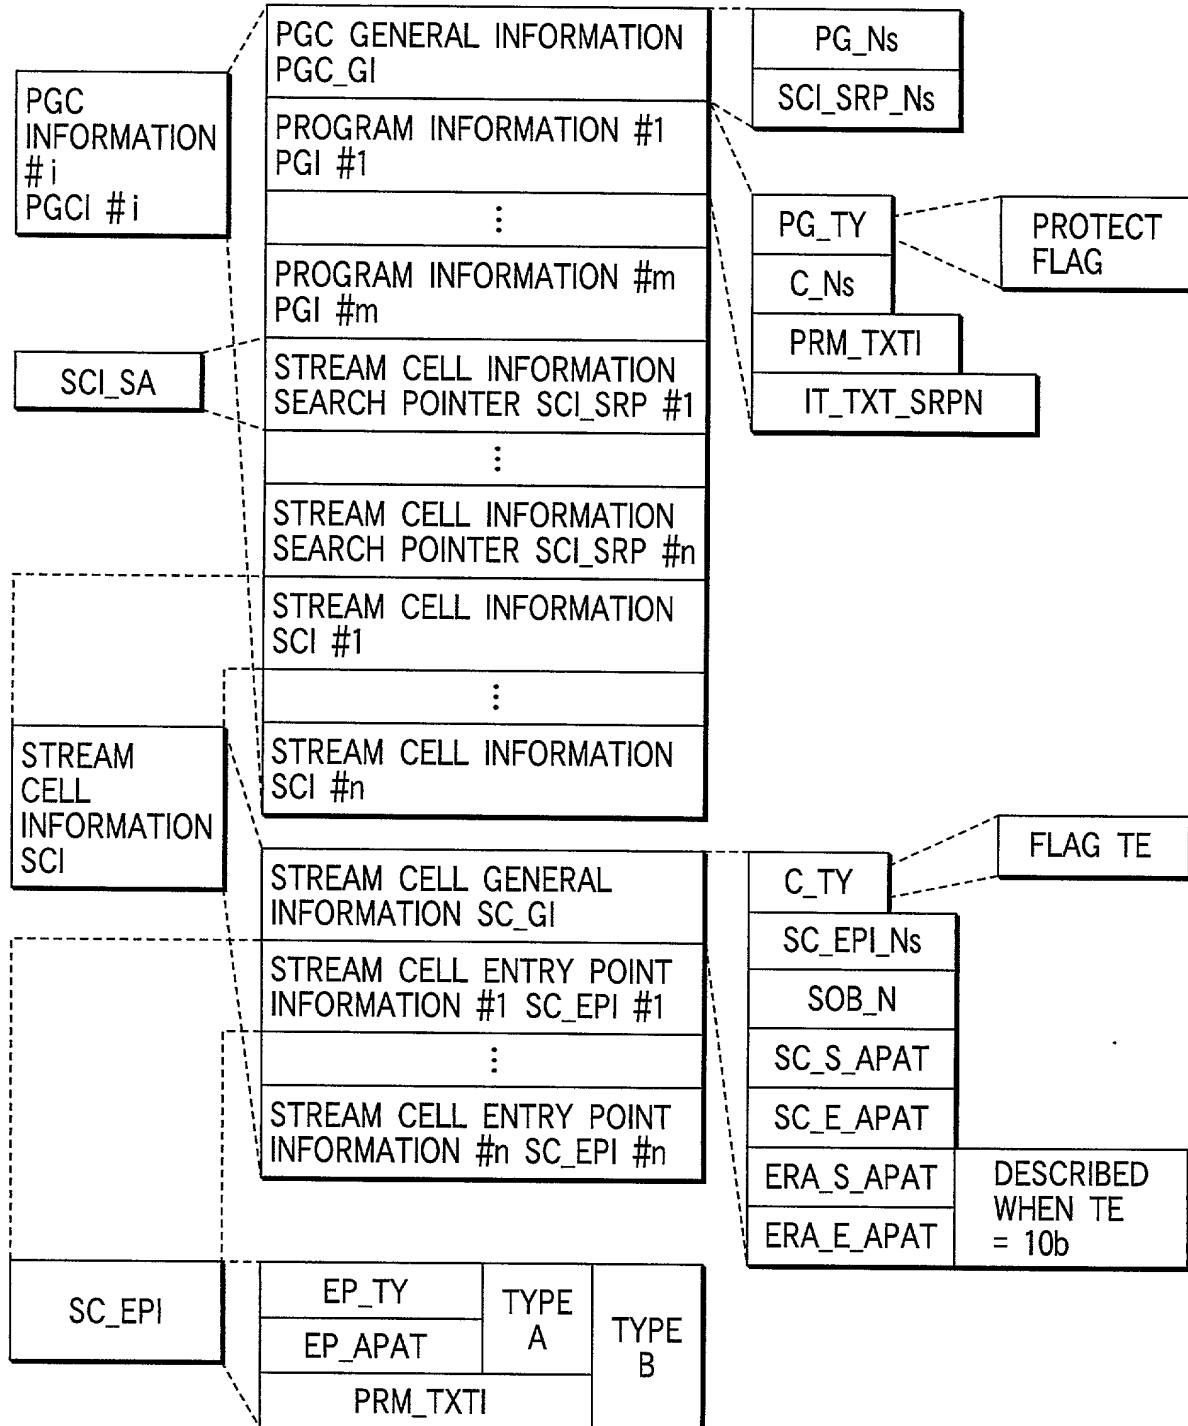 PGC GENERAL INFORMATION
PGC_GI
PG_Ns
SCI_SRP_Ns
PGC
INFORMATION
#i
PGCI #i
PROGRAM INFORMATION #1
PGI #1
⋮
PROGRAM INFORMATION #m
PGI #m
PG_TY
C_Ns
PRM_TXTI
IT_TXT_SRPN
PROTECT
FLAG
SCI_SA
STREAM CELL INFORMATION
SEARCH POINTER SCI_SRP #1
⋮
STREAM CELL INFORMATION
SEARCH POINTER SCI_SRP #n
STREAM CELL INFORMATION
SCI #1
⋮
STREAM CELL INFORMATION
SCI #n
STREAM
CELL
INFORMATION
SCI
STREAM CELL GENERAL
INFORMATION SC_GI
STREAM CELL ENTRY POINT
INFORMATION #1 SC_EPI #1
⋮
STREAM CELL ENTRY POINT
INFORMATION #n SC_EPI #n
C_TY
FLAG TE
SC_EPI_Ns
SOB_N
SC_S_APAT
SC_E_APAT
ERA_S_APAT
ERA_E_APAT
DESCRIBED
WHEN TE
= 10b
SC_EPI
EP_TY
EP_APAT
PRM_TXTI
TYPE
A
TYPE
B